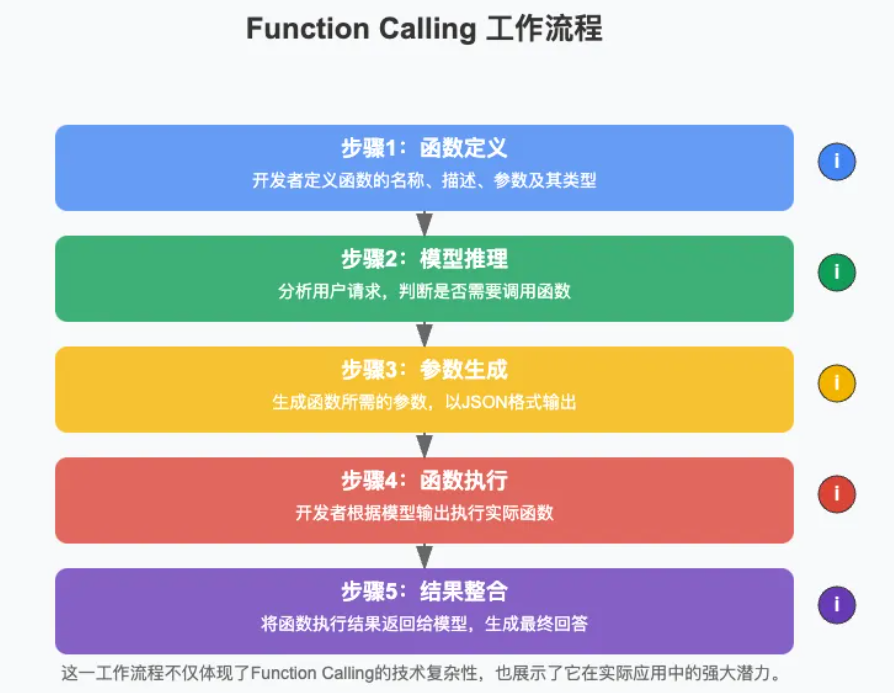 Function Calling 工作流程
步骤1：函数定义
开发者定义函数的名称、描述、参数及其类型
i
步骤2：模型推理
分析用户请求，判断是否需要调用函数
i
步骤3：参数生成
生成函数所需的参数，以JSON格式输出
i
步骤4：函数执行
开发者根据模型输出执行实际函数
i
步骤5：结果整合
将函数执行结果返回给模型，生成最终回答
i
这一工作流程不仅体现了Function Calling的技术复杂性，也展示了它在实际应用中的强大潜力。